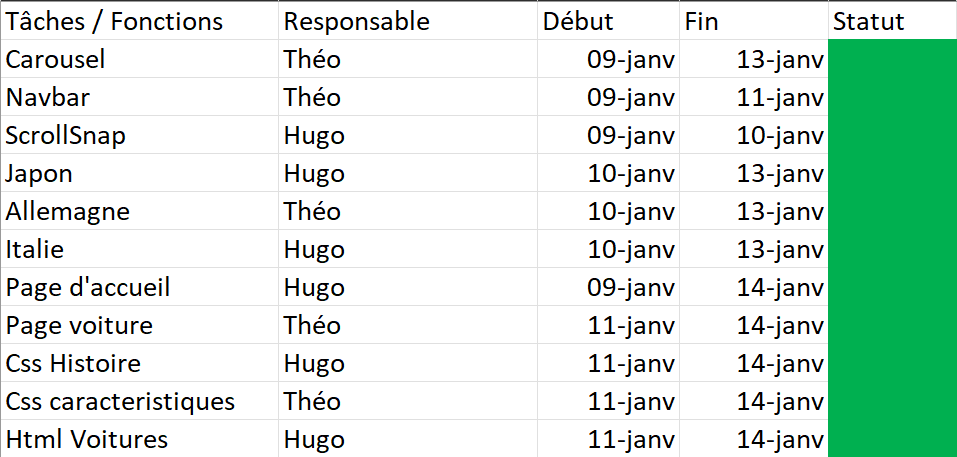 Tâches / Fonctions Responsable Début Fin Statut
Carousel Théo 09-janv 13-janv
Navbar Théo 09-janv 11-janv
ScrollSnap Hugo 09-janv 10-janv
Japon Hugo 10-janv 13-janv
Allemagne Théo 10-janv 13-janv
Italie Hugo 10-janv 13-janv
Page d'accueil Hugo 09-janv 14-janv
Page voiture Théo 11-janv 14-janv
Css Histoire Hugo 11-janv 14-janv
Css caracteristiques Théo 11-janv 14-janv
Html Voitures Hugo 11-janv 14-janv